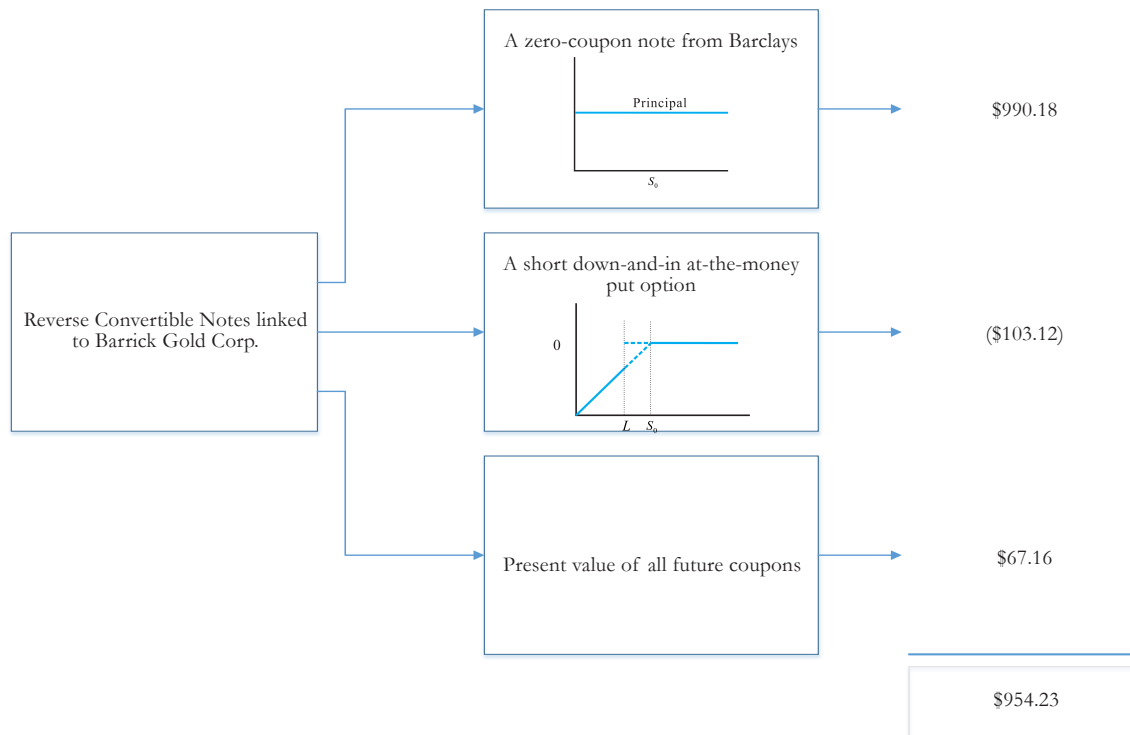 A zero-coupon note from Barclays
Principal
S₀
$990.18
Reverse Convertible Notes linked
to Barrick Gold Corp.
A short down-and-in at-the-money
put option
0
L S₀
($103.12)
Present value of all future coupons
$67.16
$954.23